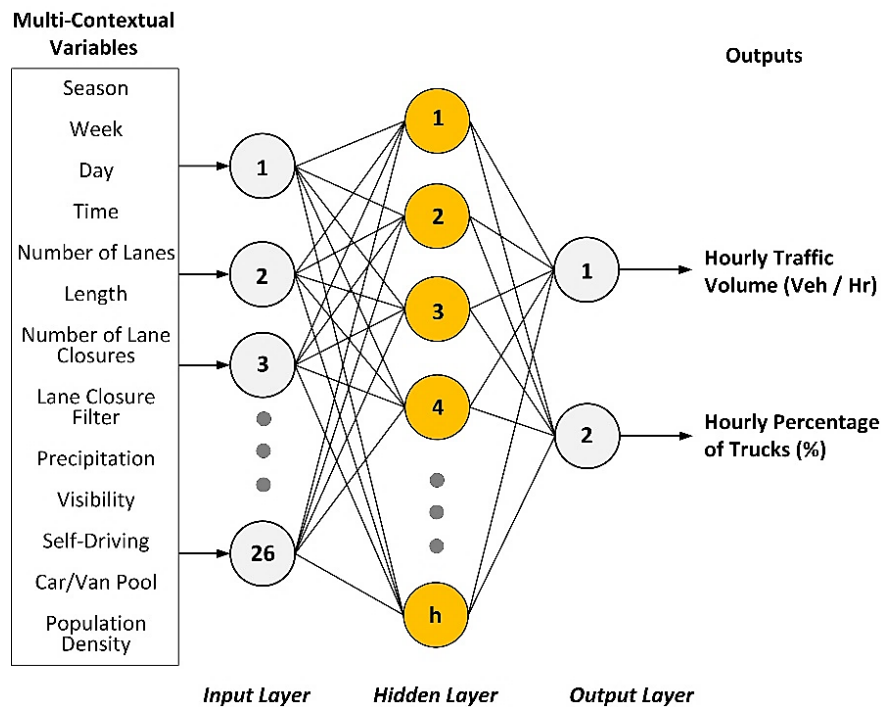 Multi-Contextual
Variables
Season
Week
Day
Time
Number of Lanes
Length
Number of Lane
Closures
Lane Closure
Filter
Precipitation
Visibility
Self-Driving
Car/Van Pool
Population
Density
1
2
3
26
Input Layer
1
2
3
4
h
Hidden Layer
1
2
Output Layer
Outputs
Hourly Traffic
Volume (Veh / Hr)
Hourly Percentage
of Trucks (%)